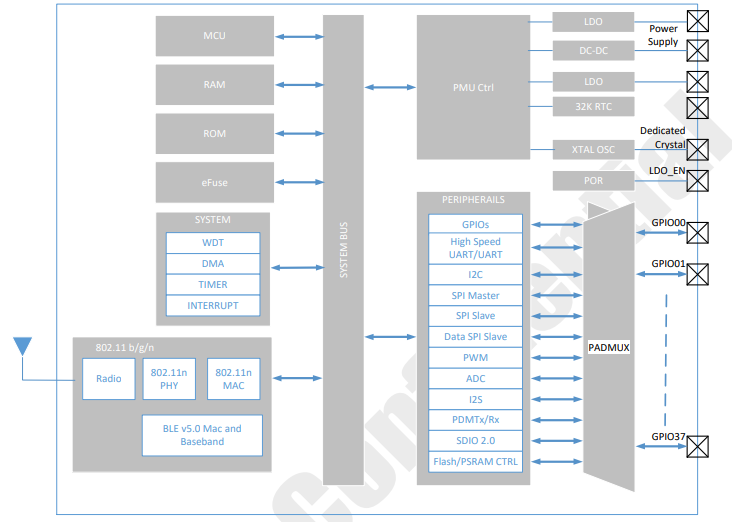 MCU
RAM
ROM
eFuse
SYSTEM
WDT
DMA
TIMER
INTERRUPT
802.11 b/g/n
Radio
802.11n
PHY
802.11n
MAC
BLE v5.0 Mac and
Baseband
SYSTEM BUS
PMU Ctrl
LDO
DC-DC
LDO
32K RTC
XTAL OSC
POR
Power
Supply
Dedicated
Crystal
LDO_EN
PERIPHERAILS
GPIOs
High Speed
UART/UART
I2C
SPI Master
SPI Slave
Data SPI Slave
PWM
ADC
I2S
PDMTx/Rx
SDIO 2.0
Flash/PSRAM CTRL
PADMUX
GPIO00
GPIO01
GPIO37
Confidential